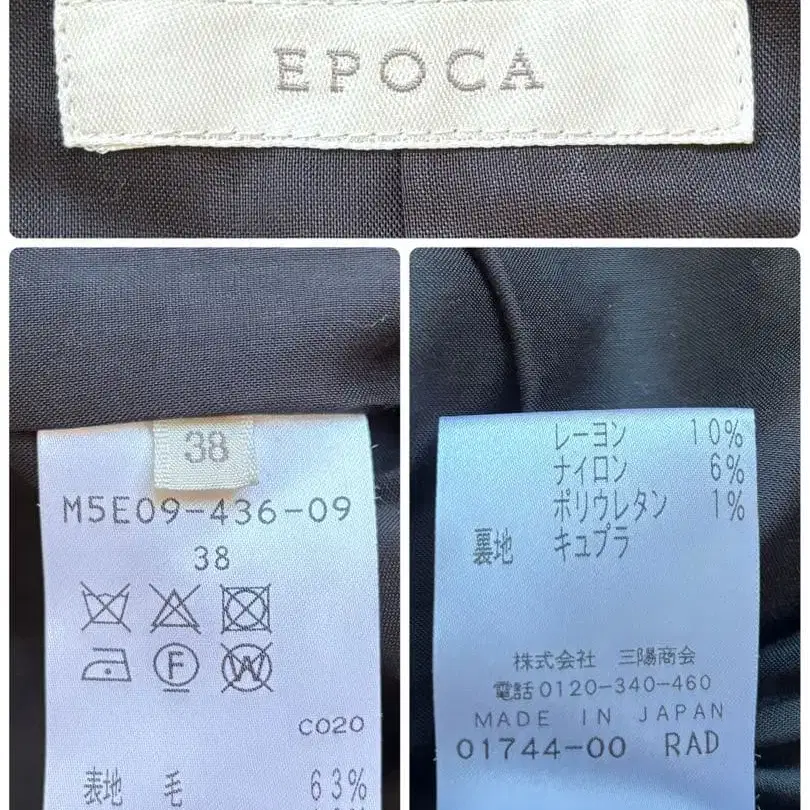 EPOCA
38
M5E09-436-09
38
F W
C020
表地 毛 63%
レーヨン 10%
ナイロン 6%
ポリウレタン 1%
裏地 キュプラ
株式会社 三陽商会
電話0120-340-460
MADE IN JAPAN
01744-00 RAD